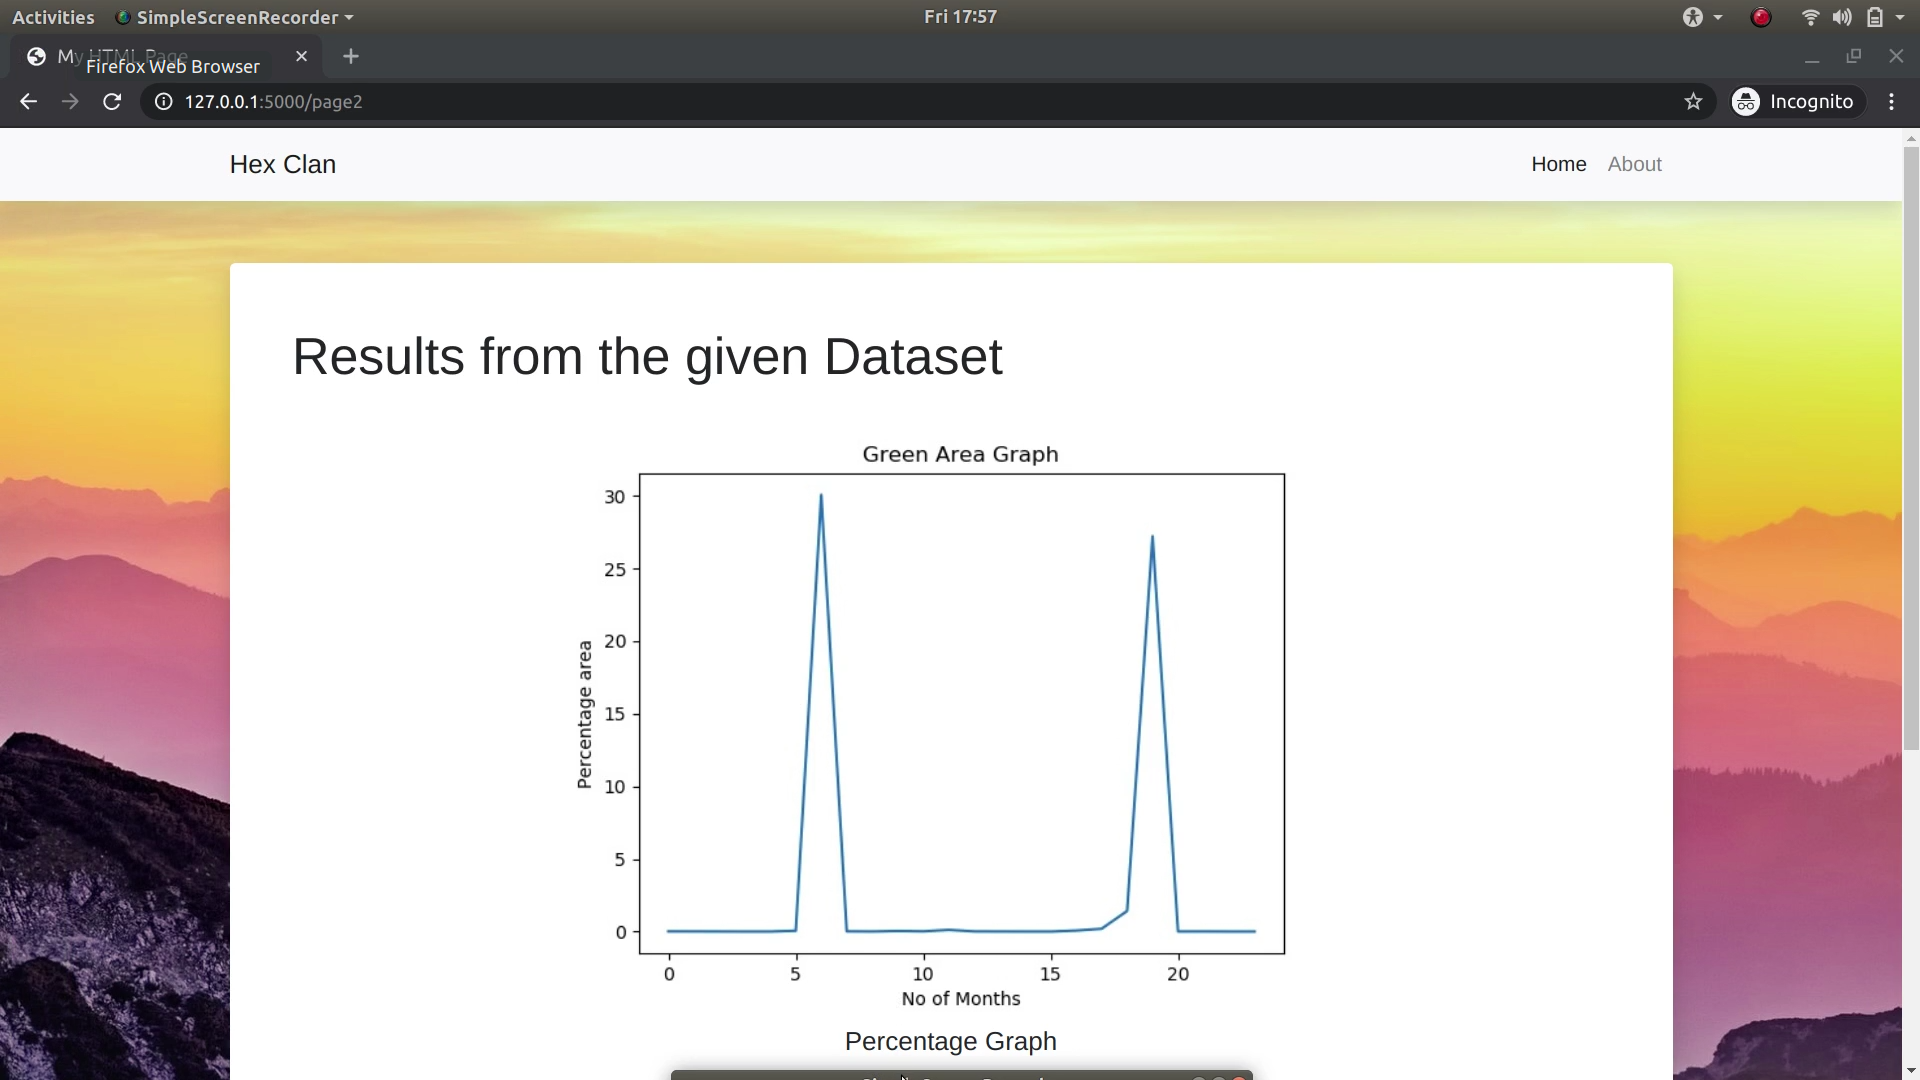 Activities SimpleScreenRecorder Fri 17:57
My HTML Page
Firefox Web Browser
127.0.0.1:5000/page2 Incognito
Hex Clan Home About
Results from the given Dataset
Green Area Graph
30
25
20
15
10
5
0
Percentage area
0 5 10 15 20
No of Months
Percentage Graph